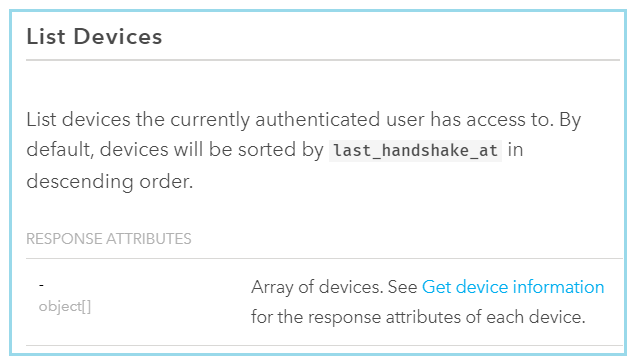 List Devices
List devices the currently authenticated user has access to. By
default, devices will be sorted by last_handshake_at in
descending order.
RESPONSE ATTRIBUTES
-
object[]
Array of devices. See Get device information
for the response attributes of each device.